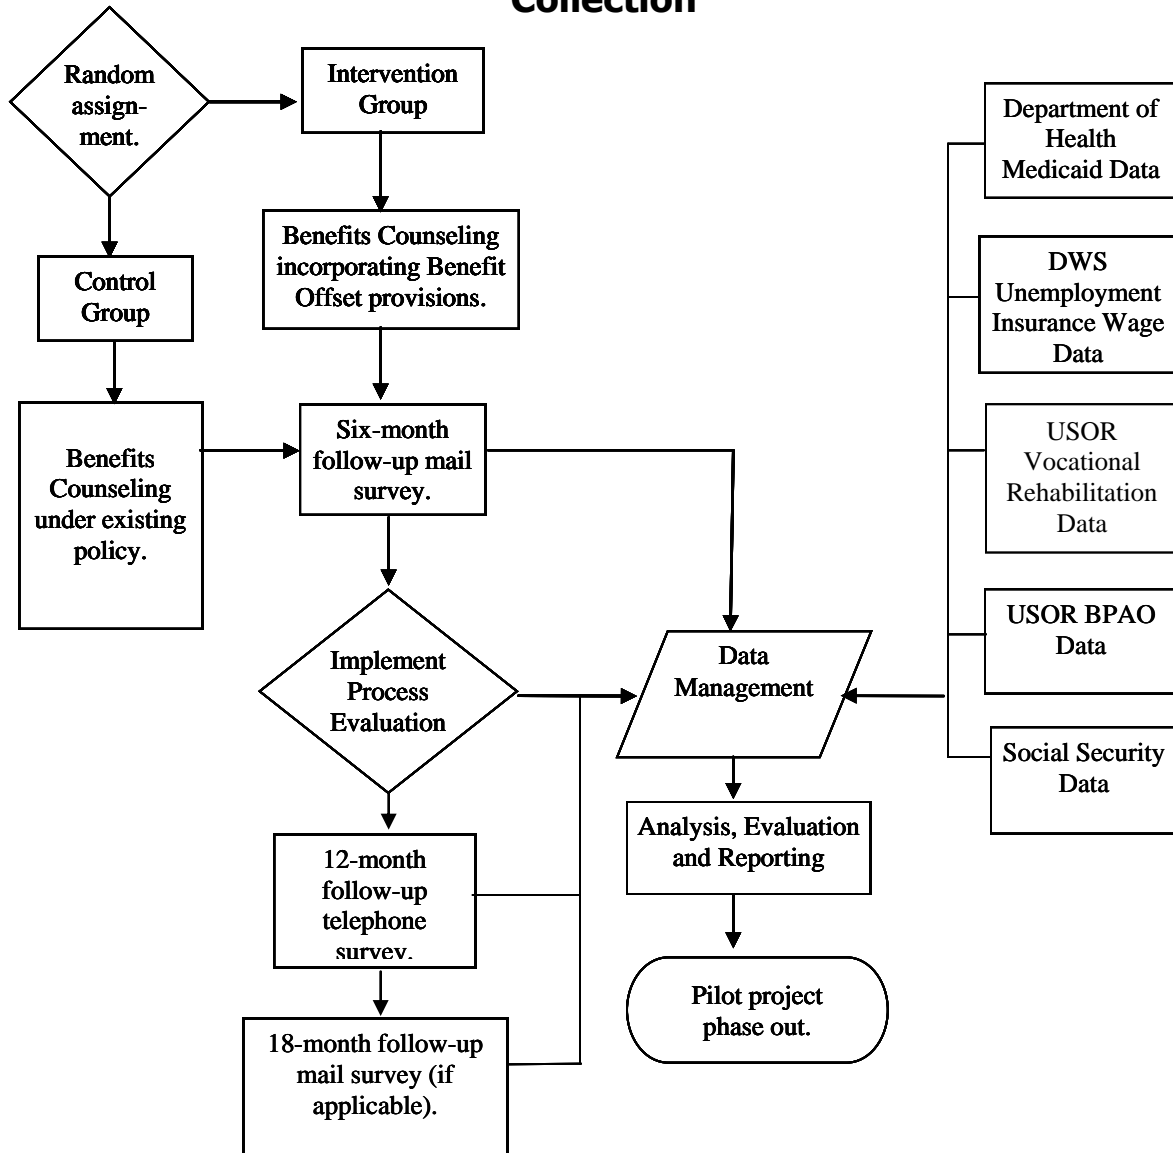 Collection
Random
assign-
ment.
Intervention
Group
Department of
Health
Medicaid Data
Benefits Counseling
incorporating Benefit
Offset provisions.
DWS
Unemployment
Insurance Wage
Data
Control
Group
Six-month
follow-up mail
survey.
USOR
Vocational
Rehabilitation
Data
Benefits
Counseling
under existing
policy.
USOR BPAO
Data
Implement
Process
Evaluation
Data
Management
Social Security
Data
12-month
follow-up
telephone
survey.
Analysis, Evaluation
and Reporting
18-month follow-up
mail survey (if
applicable).
Pilot project
phase out.